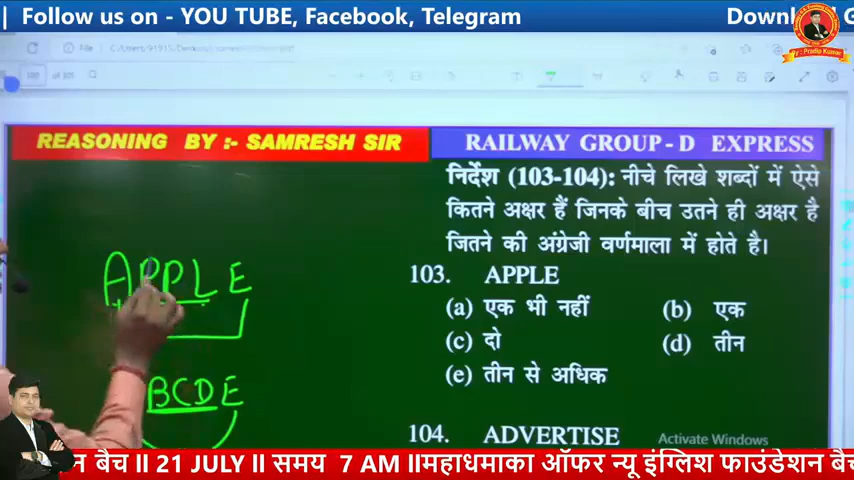 | Follow us on - YOU TUBE, Facebook, Telegram
REASONING BY :- SAMRESH SIR
RAILWAY GROUP - D EXPRESS
निर्देश (103-104): नीचे लिखे शब्दों में ऐसे
कितने अक्षर हैं जिनके बीच उतने ही अक्षर है
जितने की अंग्रेजी वर्णमाला में होते है।
103. APPLE
(a) एक भी नहीं (b) एक
(c) दो (d) तीन
(e) तीन से अधिक
104. ADVERTISE
APPLE
BCDE
Activate Windows
बैच II 21 JULY II समय 7 AM IIमहाधमाका ऑफर न्यू इंग्लिश फाउंडेशन बैच